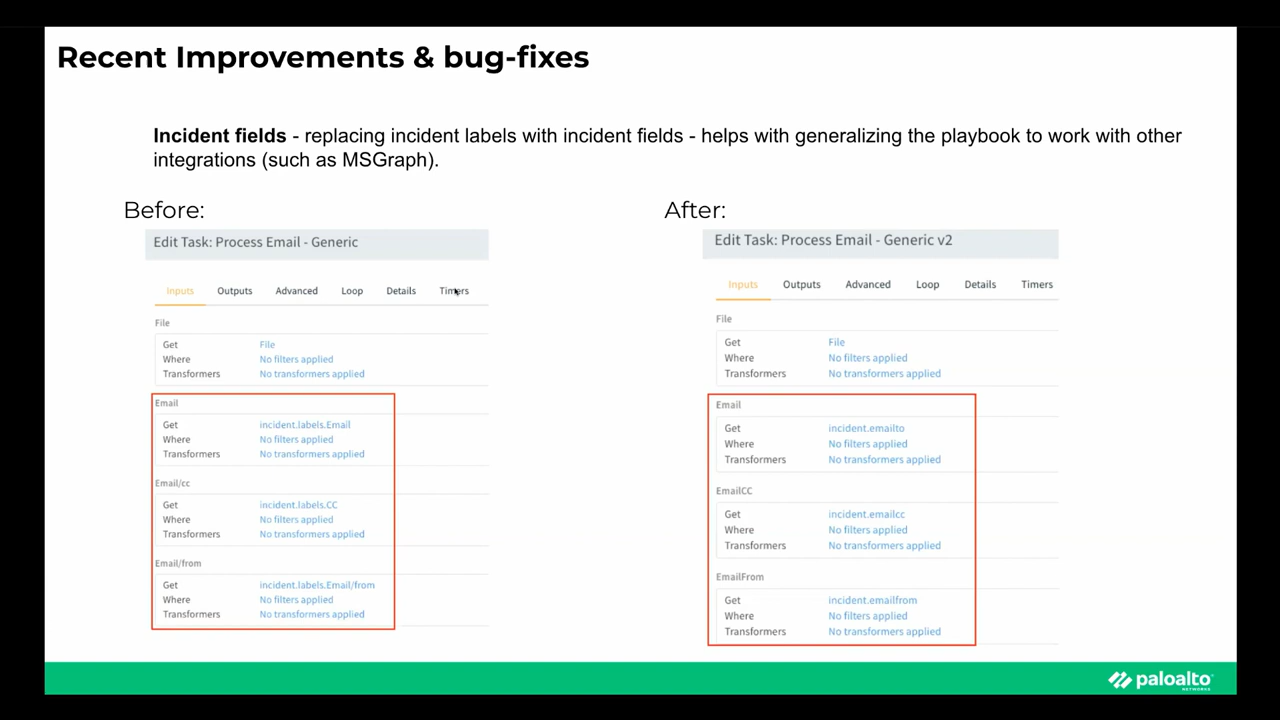 Recent Improvements & bug-fixes
Incident fields - replacing incident labels with incident fields - helps with generalizing the playbook to work with other
integrations (such as MSGraph).
Before:
Edit Task: Process Email - Generic
Inputs Outputs Advanced Loop Details Timers
File
Get File
Where No filters applied
Transformers No transformers applied
Email
Get incident.labels.Email
Where No filters applied
Transformers No transformers applied
Email/cc
Get incident.labels.CC
Where No filters applied
Transformers No transformers applied
Email/from
Get incident.labels.Email/from
Where No filters applied
Transformers No transformers applied
After:
Edit Task: Process Email - Generic v2
Inputs Outputs Advanced Loop Details Timers
File
Get File
Where No filters applied
Transformers No transformers applied
Email
Get incident.emailto
Where No filters applied
Transformers No transformers applied
EmailCC
Get incident.emailcc
Where No filters applied
Transformers No transformers applied
EmailFrom
Get incident.emailfrom
Where No filters applied
Transformers No transformers applied
paloalto
NETWORKS